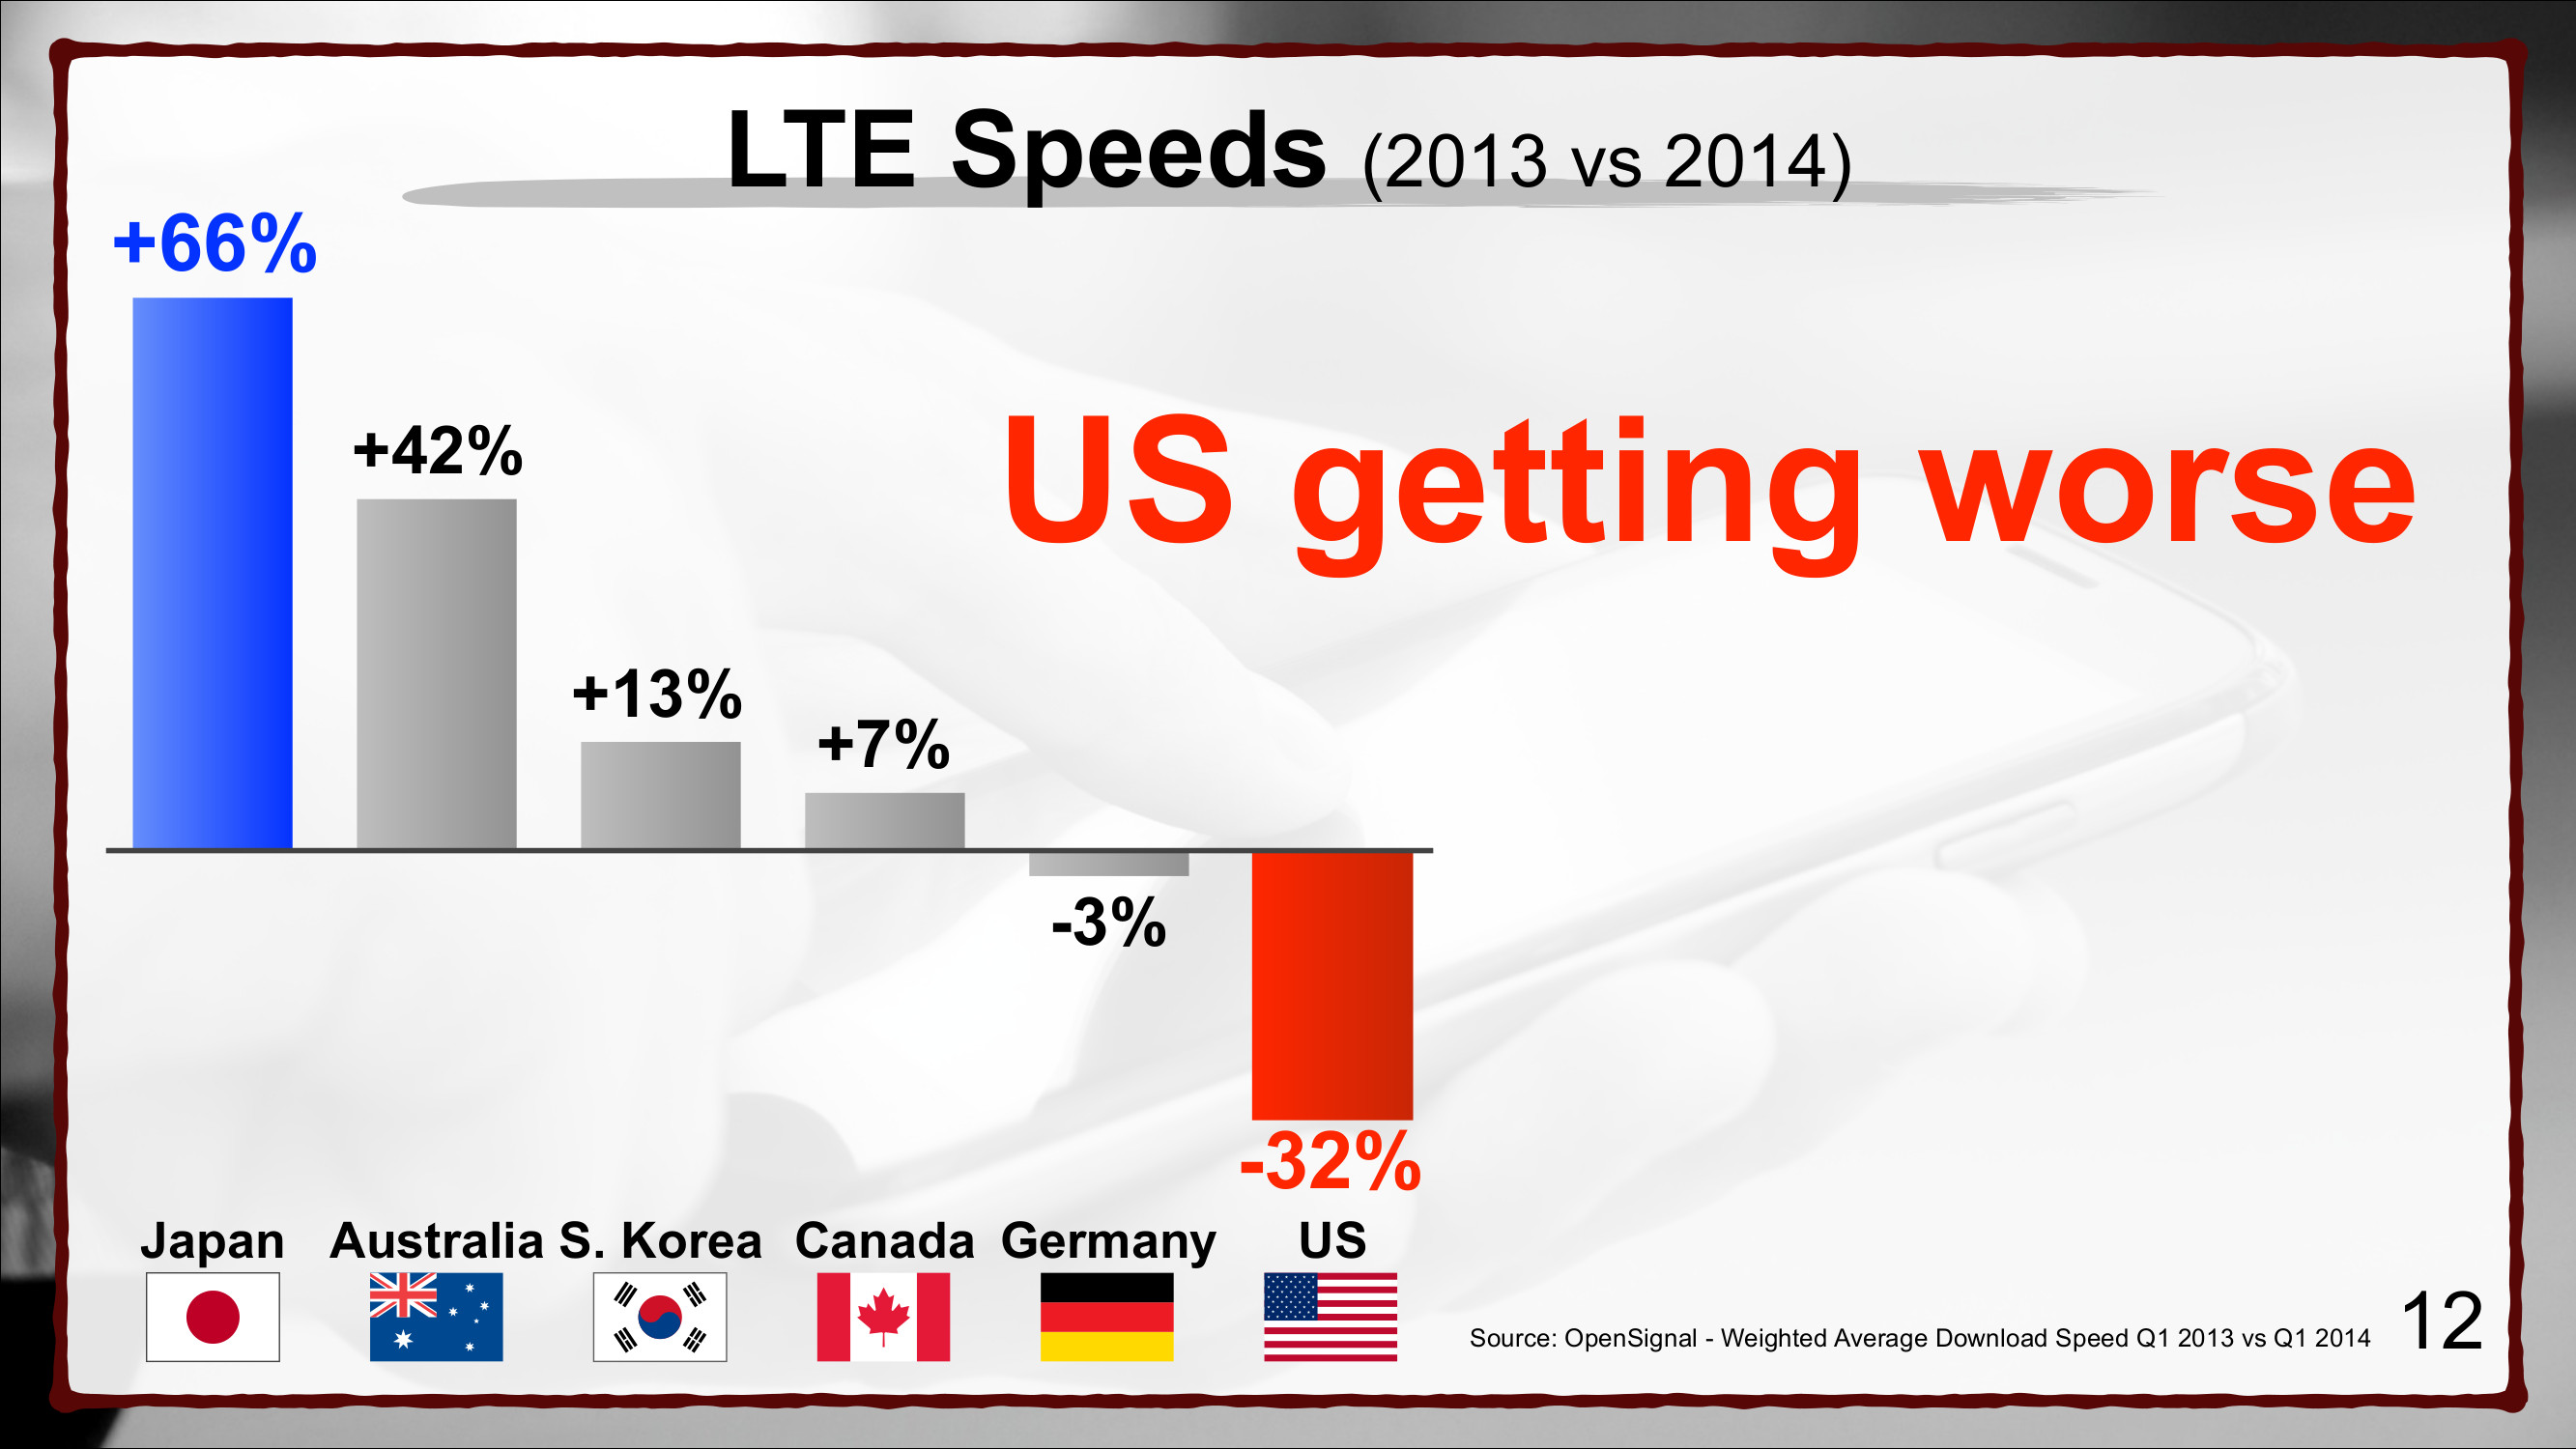 LTE Speeds (2013 vs 2014)
+66%
+42%
US getting worse
+13%
+7%
-3%
-32%
Japan Australia S. Korea Canada Germany US
Source: OpenSignal - Weighted Average Download Speed Q1 2013 vs Q1 2014 12